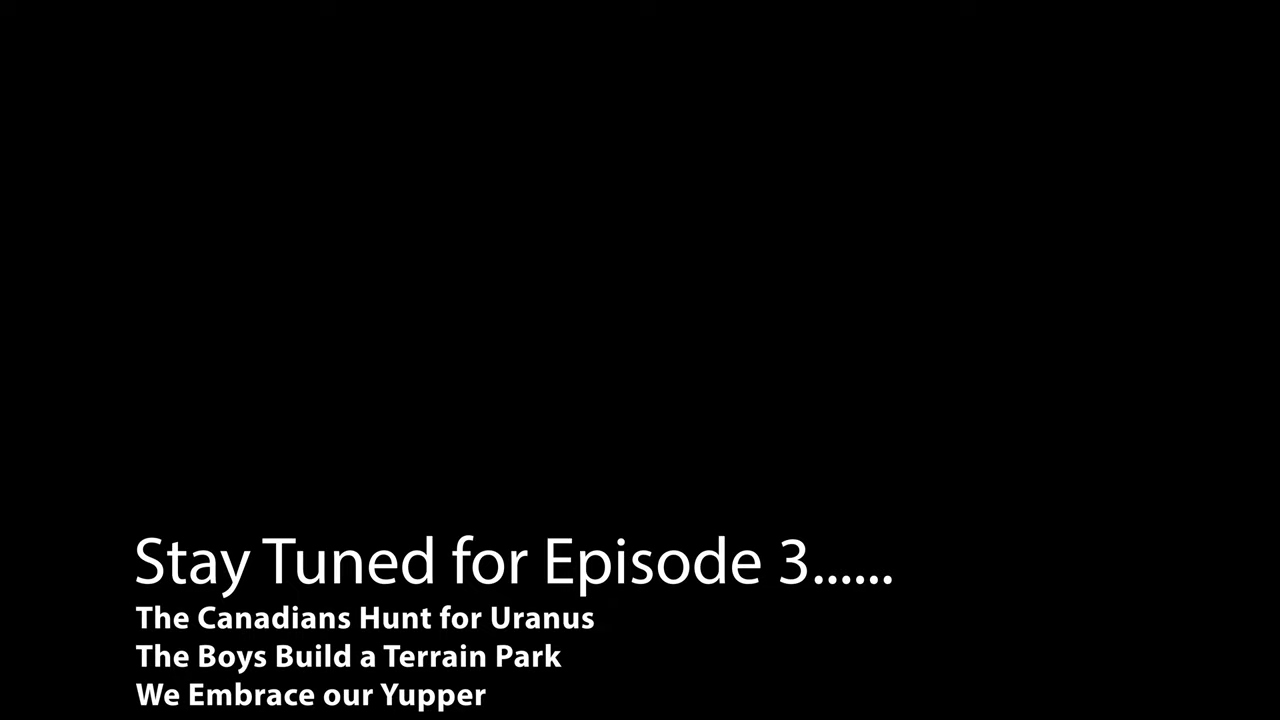 Stay Tuned for Episode 3......
The Canadians Hunt for Uranus
The Boys Build a Terrain Park
We Embrace our Yupper